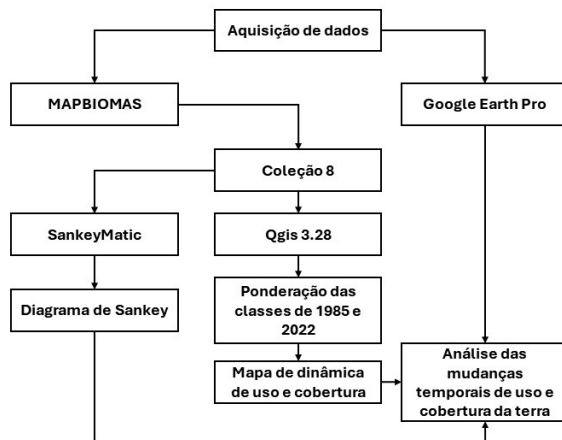 Aquisição de dados
MAPBIOMAS
Google Earth Pro
Coleção 8
SankeyMatic
Qgis 3.28
Diagrama de Sankey
Ponderação das
classes de 1985 e
2022
Mapa de dinâmica
de uso e cobertura
Análise das
mudanças
temporais de uso e
cobertura da terra